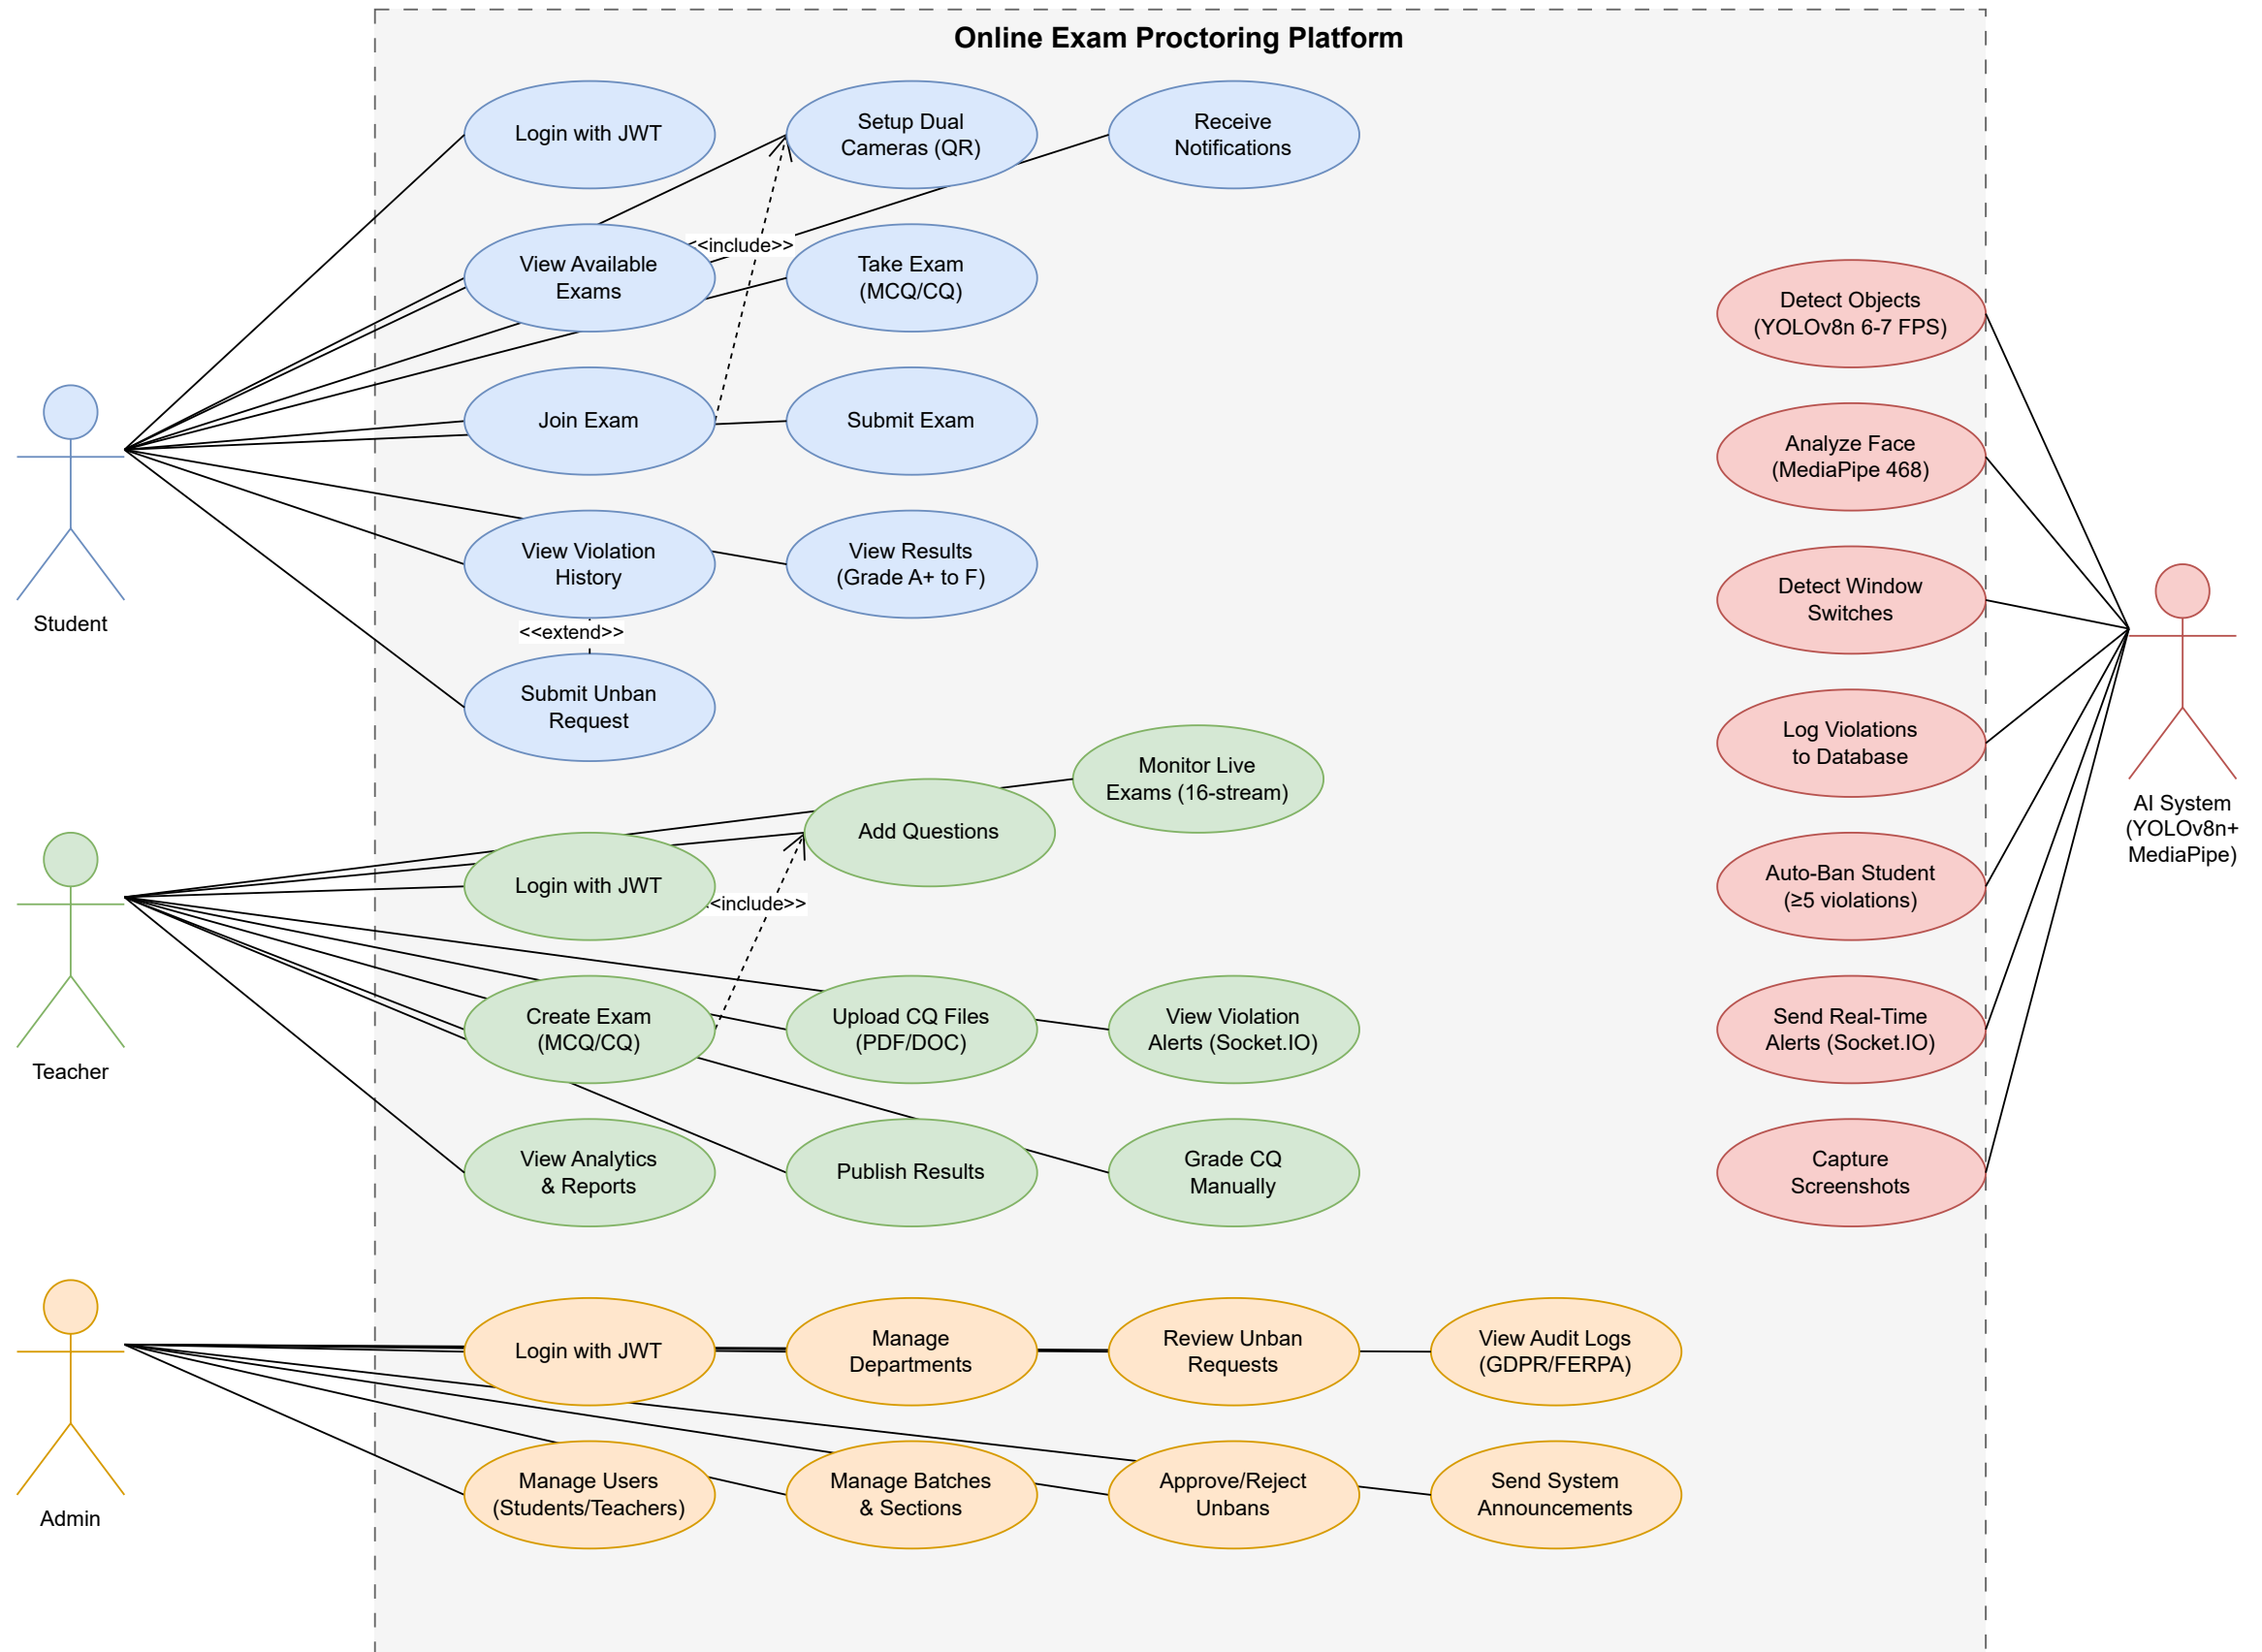 Online Exam Proctoring Platform
Login with JWT
Setup Dual
Cameras (QR)
Receive
Notifications
<<include>>
View Available
Exams
Take Exam
(MCQ/CQ)
Join Exam
Submit Exam
View Violation
History
View Results
(Grade A+ to F)
<<extend>>
Submit Unban
Request
Student
Detect Objects
(YOLOv8n 6-7 FPS)
Analyze Face
(MediaPipe 468)
Detect Window
Switches
Log Violations
to Database
Auto-Ban Student
(≥5 violations)
Send Real-Time
Alerts (Socket.IO)
Capture
Screenshots
AI System
(YOLOv8n+
MediaPipe)
Monitor Live
Exams (16-stream)
Add Questions
Login with JWT
<<include>>
Create Exam
(MCQ/CQ)
Upload CQ Files
(PDF/DOC)
View Violation
Alerts (Socket.IO)
View Analytics
& Reports
Publish Results
Grade CQ
Manually
Teacher
Login with JWT
Manage
Departments
Review Unban
Requests
View Audit Logs
(GDPR/FERPA)
Manage Users
(Students/Teachers)
Manage Batches
& Sections
Approve/Reject
Unbans
Send System
Announcements
Admin